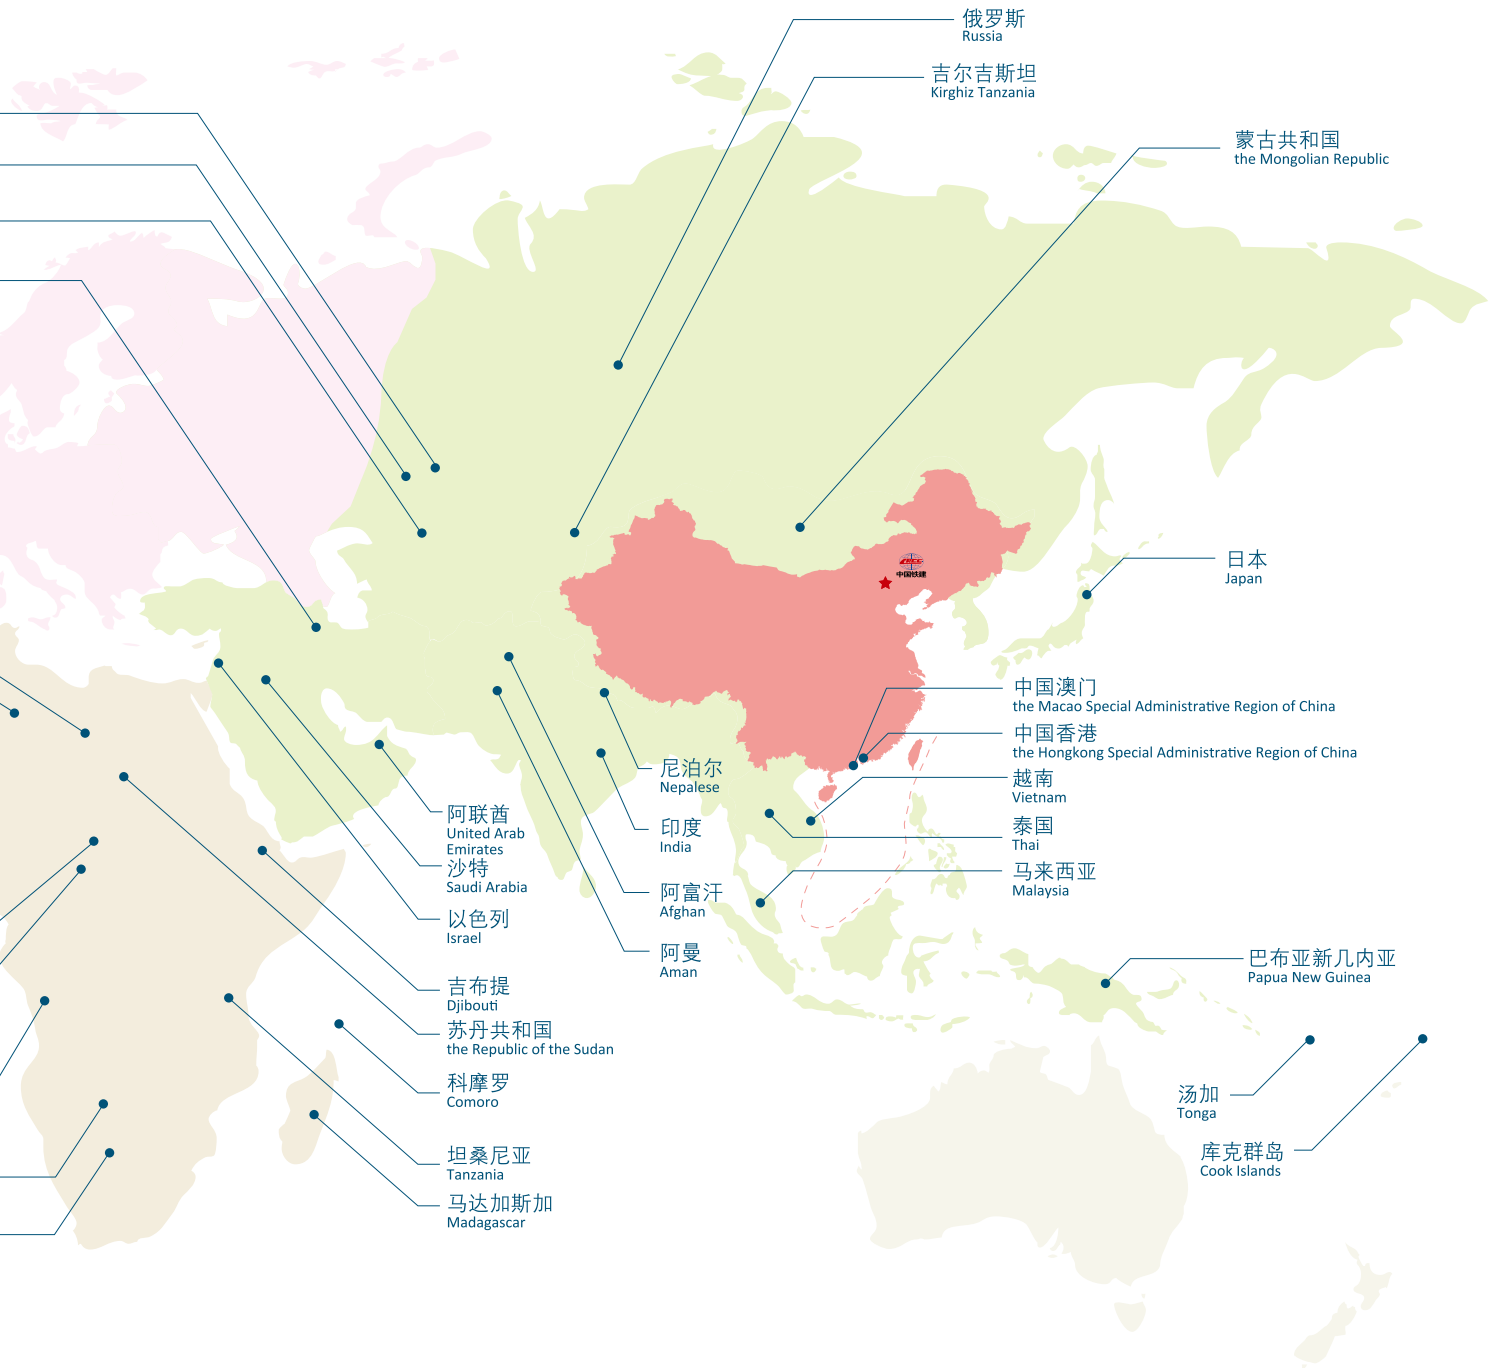 俄罗斯
Russia
吉尔吉斯坦
Kirghiz Tanzania
蒙古共和国
the Mongolian Republic
CRCC
中国铁建
日本
Japan
中国澳门
the Macao Special Administrative Region of China
中国香港
the Hongkong Special Administrative Region of China
越南
Vietnam
泰国
Thai
马来西亚
Malaysia
尼泊尔
Nepalese
印度
India
阿富汗
Afghan
阿曼
Aman
阿联酋
United Arab
Emirates
沙特
Saudi Arabia
以色列
Israel
吉布提
Djibouti
苏丹共和国
the Republic of the Sudan
科摩罗
Comoro
坦桑尼亚
Tanzania
马达加斯加
Madagascar
巴布亚新几内亚
Papua New Guinea
汤加
Tonga
库克群岛
Cook Islands